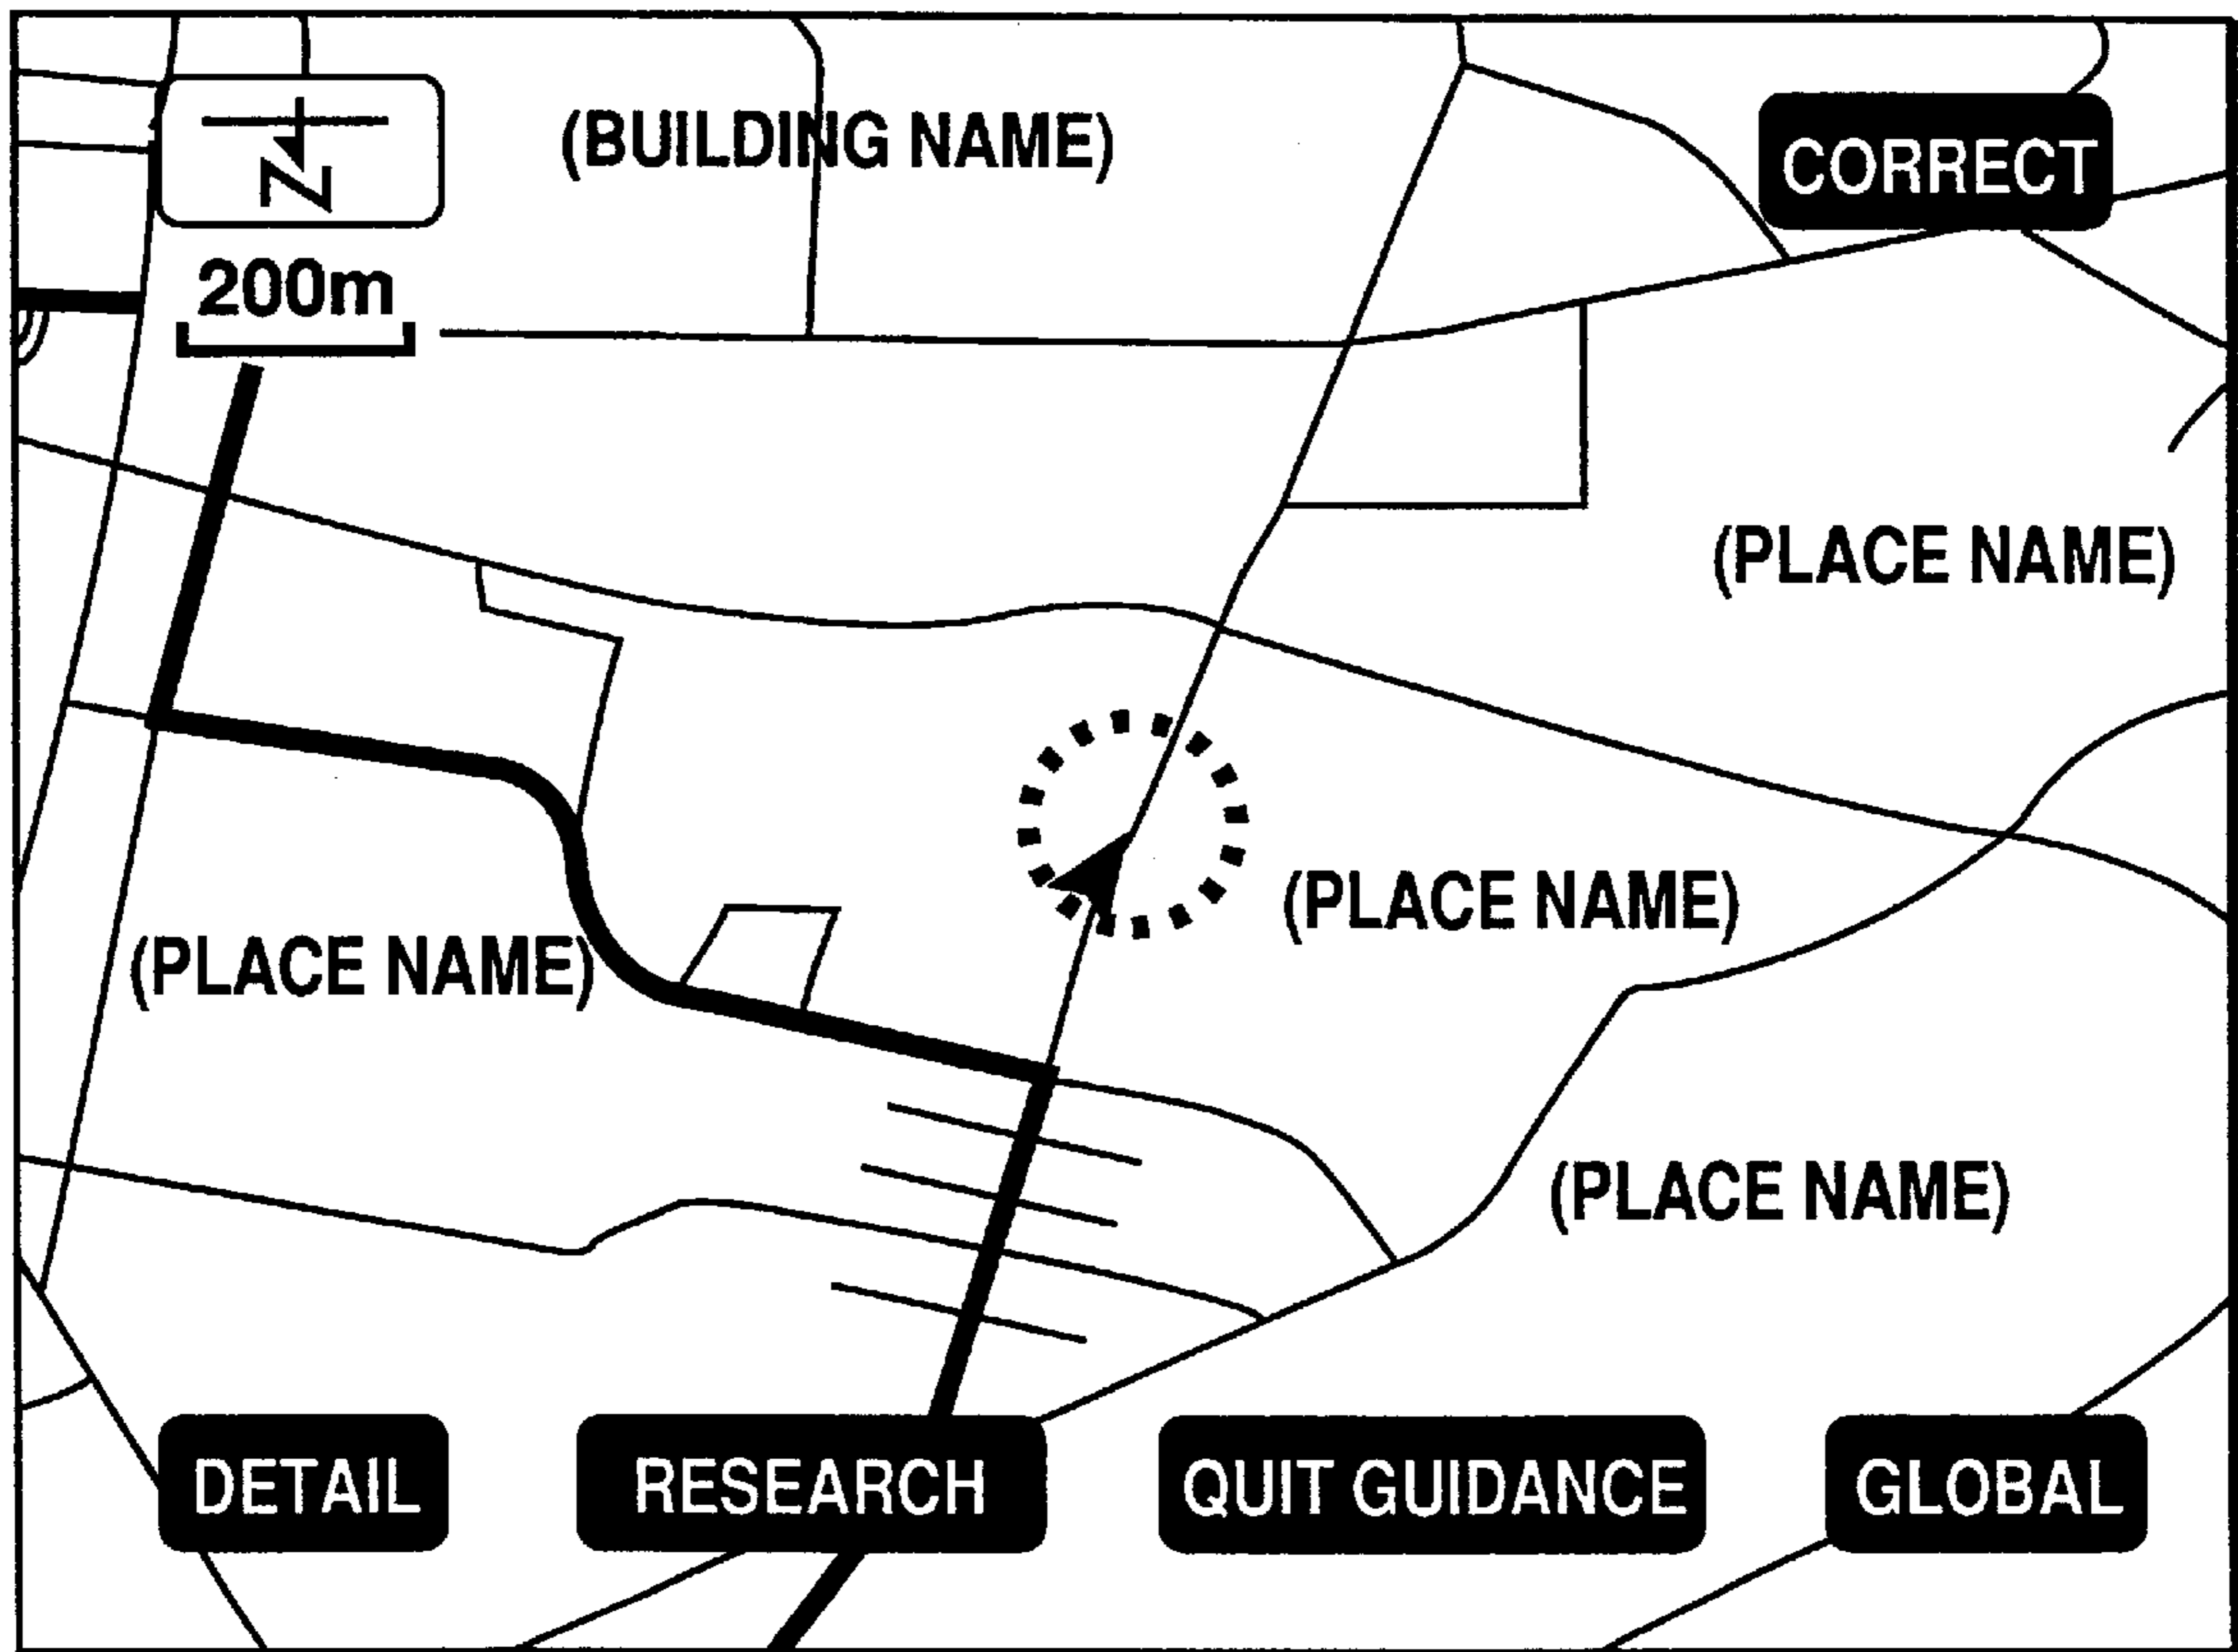 (BUILDING NAME)
CORRECT
N
200m
(PLACE NAME)
(PLACE NAME)
(PLACE NAME)
(PLACE NAME)
DETAIL
RESEARCH
QUIT GUIDANCE
GLOBAL